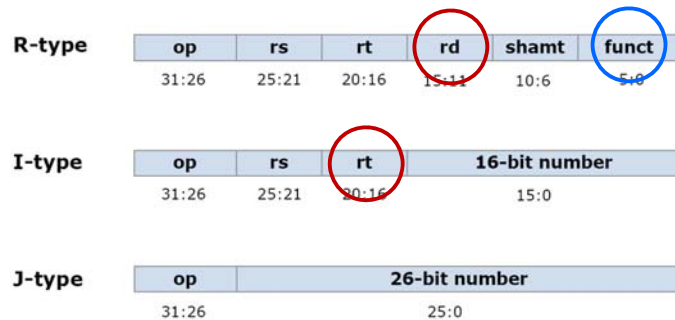 R-type op rs rt rd shamt funct
31:26 25:21 20:16 15:11 10:6 5:0
I-type op rs rt 16-bit number
31:26 25:21 20:16 15:0
J-type op 26-bit number
31:26 25:0